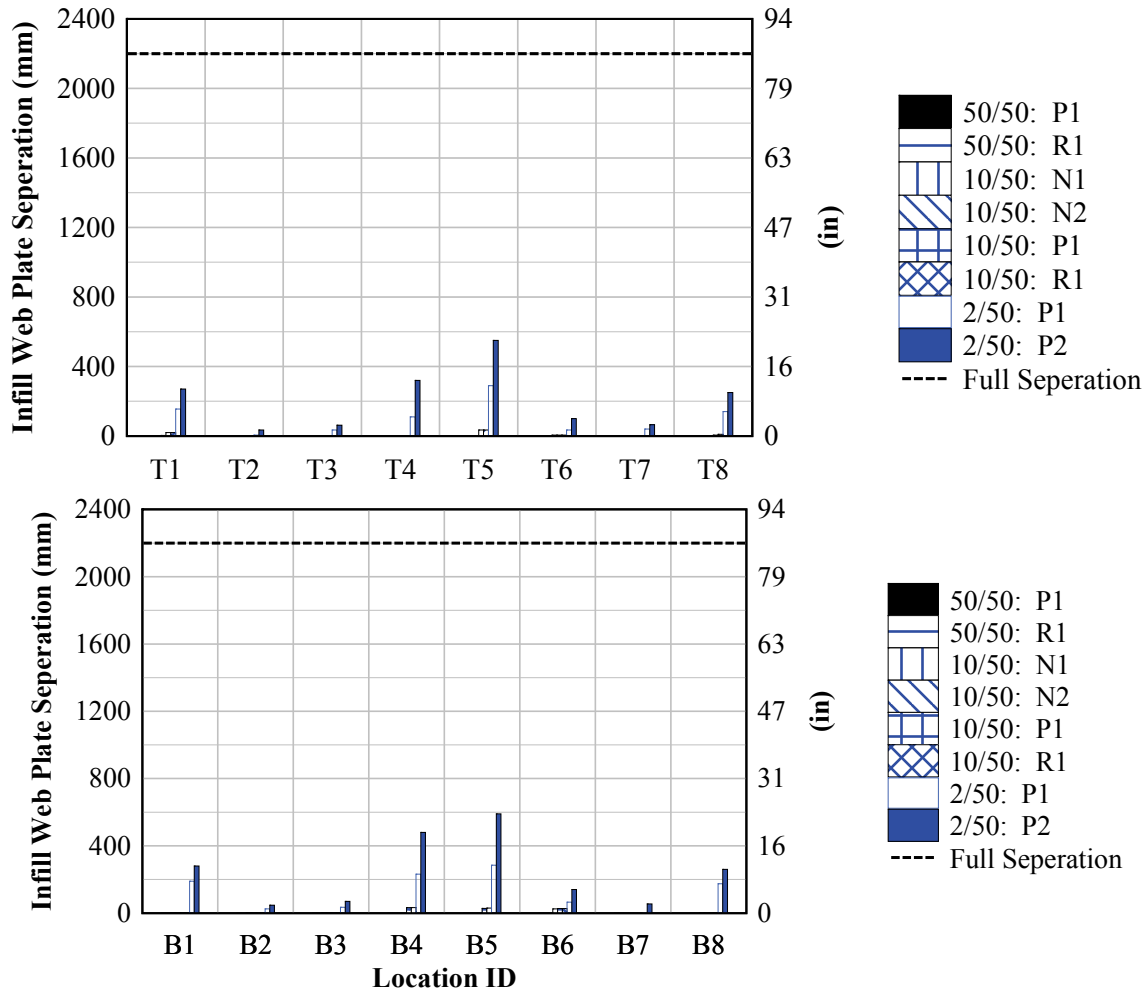 Infill Web Plate Seperation (mm)
2400
2000
1600
1200
800
400
0
94
79
63
47
31
16
0
(in)
T1 T2 T3 T4 T5 T6 T7 T8
50/50: P1
50/50: R1
10/50: N1
10/50: N2
10/50: P1
10/50: R1
2/50: P1
2/50: P2
Full Seperation
Infill Web Plate Seperation (mm)
2400
2000
1600
1200
800
400
0
94
79
63
47
31
16
0
(in)
B1 B2 B3 B4 B5 B6 B7 B8
Location ID
50/50: P1
50/50: R1
10/50: N1
10/50: N2
10/50: P1
10/50: R1
2/50: P1
2/50: P2
Full Seperation